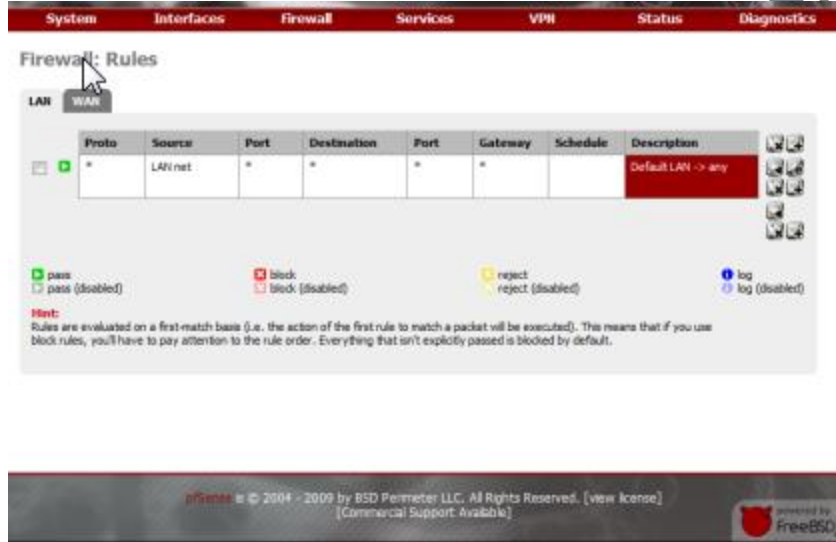 System Interfaces Firewall Services VPN Status Diagnostics
Firewall: Rules
LAN WAN
Proto Source Port Destination Port Gateway Schedule Description
* LAN net * * * * Default LAN -> any
pass block reject log
pass (disabled) block (disabled) reject (disabled) log (disabled)
Hint:
Rules are evaluated on a first-match basis (i.e. the action of the first rule to match a packet will be executed). This means that if you use
block rules, you'll have to pay attention to the rule order. Everything that isn't explicitly passed is blocked by default.
pfSense is © 2004 - 2009 by BSD Perimeter LLC. All Rights Reserved. [view license]
[Commercial Support Available]
powered by
FreeBSD